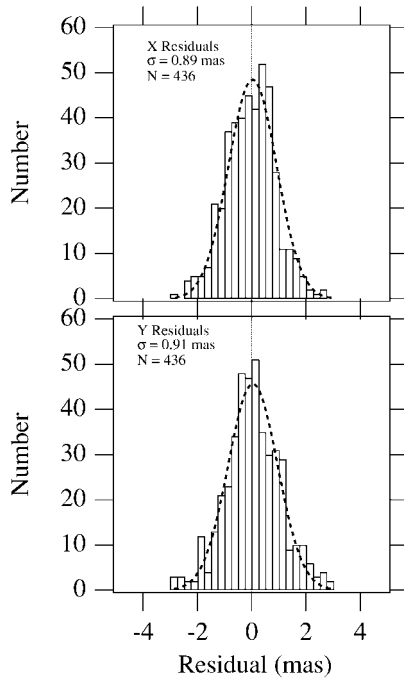 60
50
40
30
20
10
0
Number
X Residuals
σ = 0.89 mas
N = 436
60
50
40
30
20
10
0
Number
Y Residuals
σ = 0.91 mas
N = 436
-4 -2 0 2 4
Residual (mas)